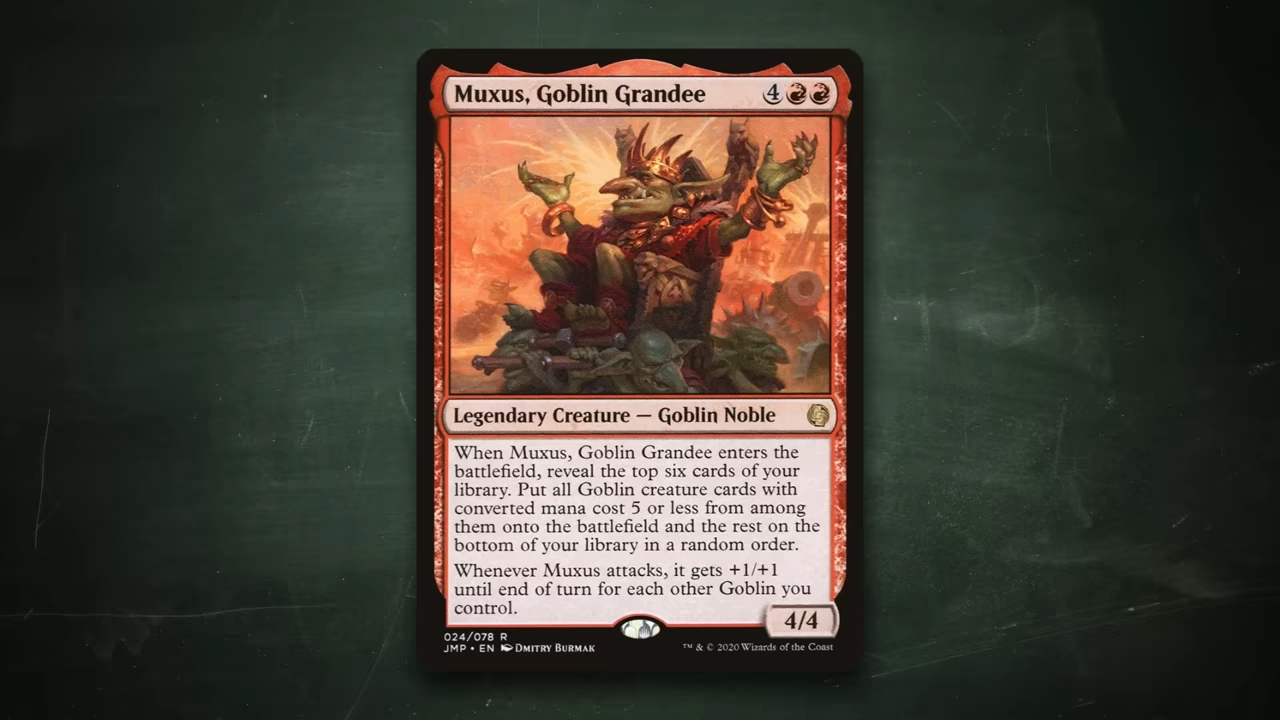 Muxus, Goblin Grandee 4
Legendary Creature — Goblin Noble
When Muxus, Goblin Grandee enters the
battlefield, reveal the top six cards of your
library. Put all Goblin creature cards with
converted mana cost 5 or less from among
them onto the battlefield and the rest on the
bottom of your library in a random order.
Whenever Muxus attacks, it gets +1/+1
until end of turn for each other Goblin you
control.
4/4
024/078 R
JMP • EN Dmitry Burmak
™ & © 2020 Wizards of the Coast